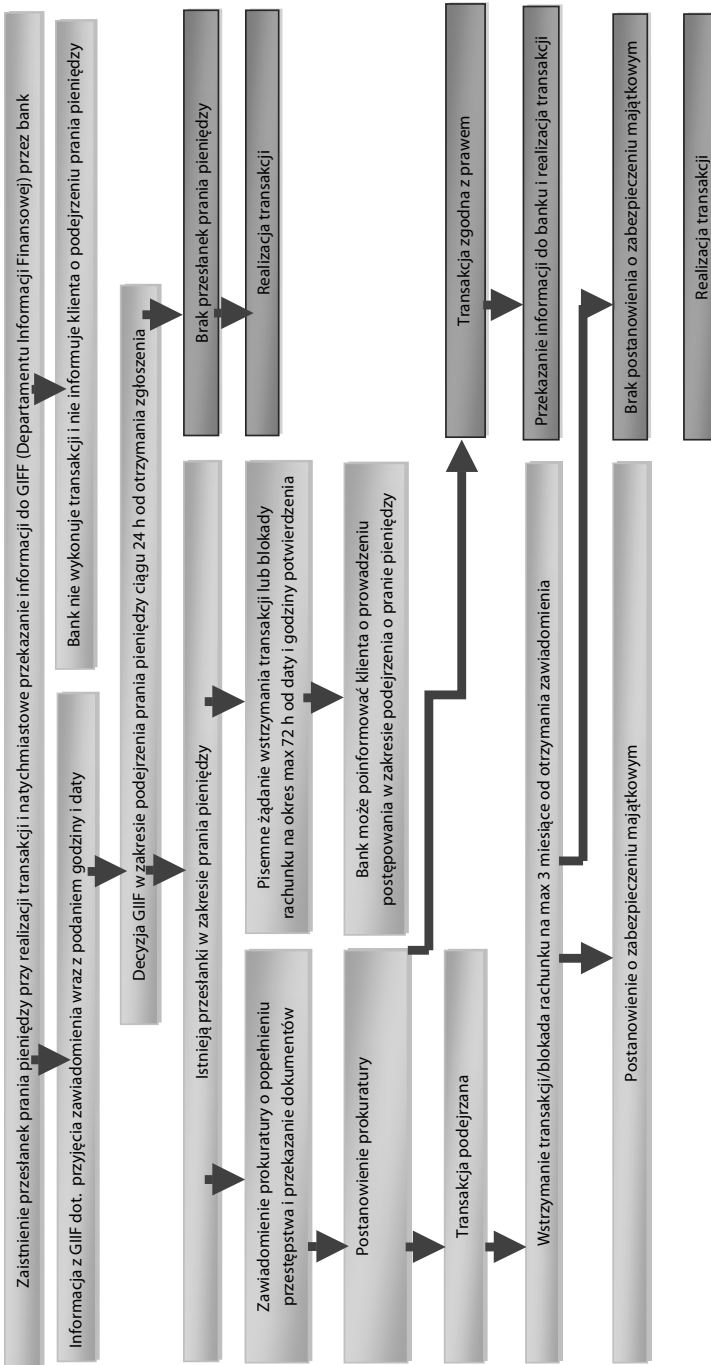 Zaistnienie przesłanek prania pieniędzy przy realizacji transakcji i natychmiastowe przekazanie informacji do GIFF (Departamentu Informacji Finansowej) przez bank
Informacja z GIIF dot. przyjęcia zawiadomienia wraz z podaniem godziny i daty
Bank nie wykonuje transakcji i nie informuje klienta o podejrzeniu prania pieniędzy
Decyzja GIIF w zakresie podejrzenia prania pieniędzy ciągu 24 h od otrzymania zgłoszenia
Istnieją przesłanki w zakresie prania pieniędzy
Brak przesłanek prania pieniędzy
Zawiadomienie prokuratury o popełnieniu
przestępstwa i przekazanie dokumentów
Pisemne żądanie wstrzymania transakcji lub blokady
rachunku na okres max 72 h od daty i godziny potwierdzenia
Realizacja transakcji
Postanowienie prokuratury
Bank może poinformować klienta o prowadzeniu
postępowania w zakresie podejrzenia o pranie pieniędzy
Transakcja podejrzana
Transakcja zgodna z prawem
Wstrzymanie transakcji/blokada rachunku na max 3 miesiące od otrzymania zawiadomienia
Przekazanie informacji do banku i realizacja transakcji
Postanowienie o zabezpieczeniu majątkowym
Brak postanowienia o zabezpieczeniu majątkowym
Realizacja transakcji